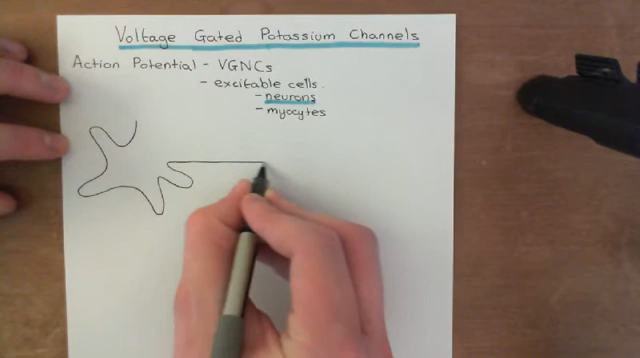 Voltage Gated Potassium Channels
Action Potential - VGNCs
- excitable cells.
- neurons
- myocytes